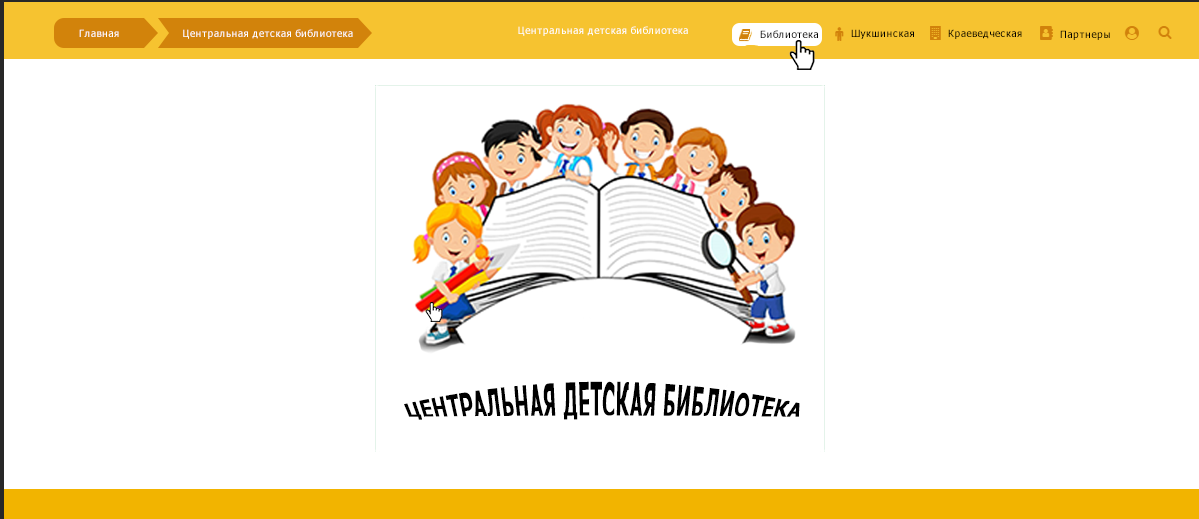 Главная
Центральная детская библиотека
Центральная детская библиотека
Библиотека
Шукшинская
Краеведческая
Партнеры
ЦЕНТРАЛЬНАЯ ДЕТСКАЯ БИБЛИОТЕКА